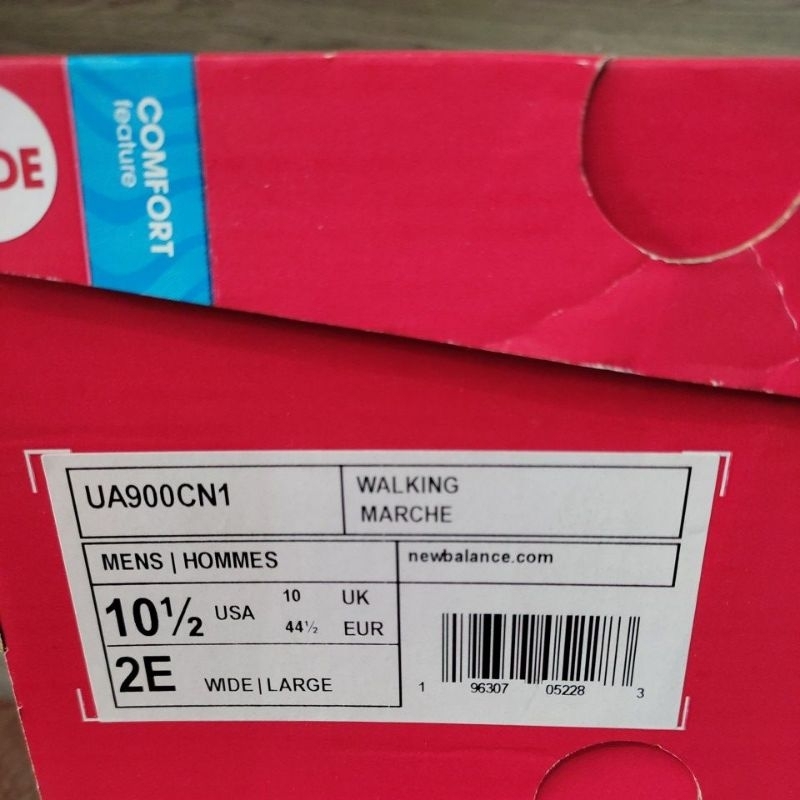 DE
COMFORT
feature
UA900CN1
WALKING
MARCHE
MENS | HOMMES
newbalance.com
10½ USA 10 UK
44½ EUR
2E WIDE | LARGE
1 96307 05228 3